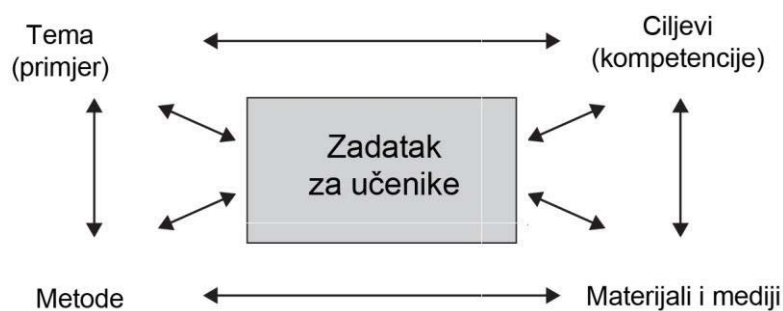 Tema
(primjer)
Ciljevi
(kompetencije)
Zadatak
za učenike
Metode
Materijali i mediji